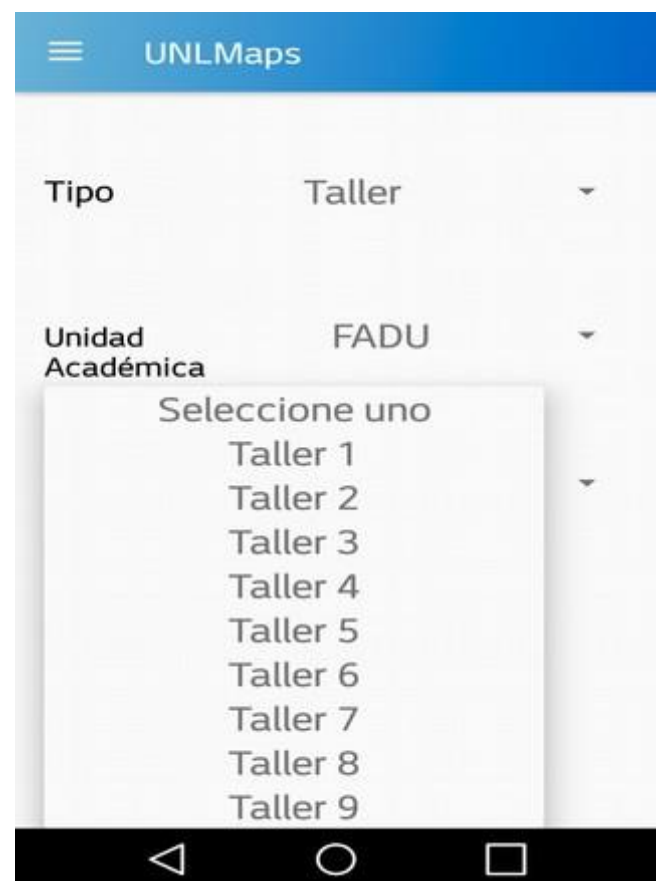 UNLMaps
Tipo
Taller
Unidad
Académica
FADU
Seleccione uno
Taller 1
Taller 2
Taller 3
Taller 4
Taller 5
Taller 6
Taller 7
Taller 8
Taller 9